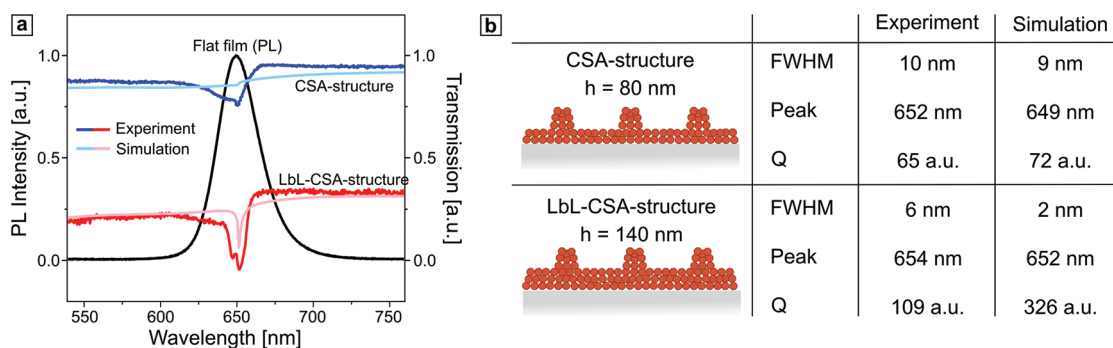 a
Flat film (PL)
CSA-structure
Experiment
Simulation
LbL-CSA-structure
1.0
0.5
0.0
1.0
0.5
0.0
PL Intensity [a.u.]
Transmission [a.u.]
550 600 650 700 750
Wavelength [nm]
b
Experiment Simulation
CSA-structure
h = 80 nm
FWHM 10 nm 9 nm
Peak 652 nm 649 nm
Q 65 a.u. 72 a.u.
LbL-CSA-structure
h = 140 nm
FWHM 6 nm 2 nm
Peak 654 nm 652 nm
Q 109 a.u. 326 a.u.